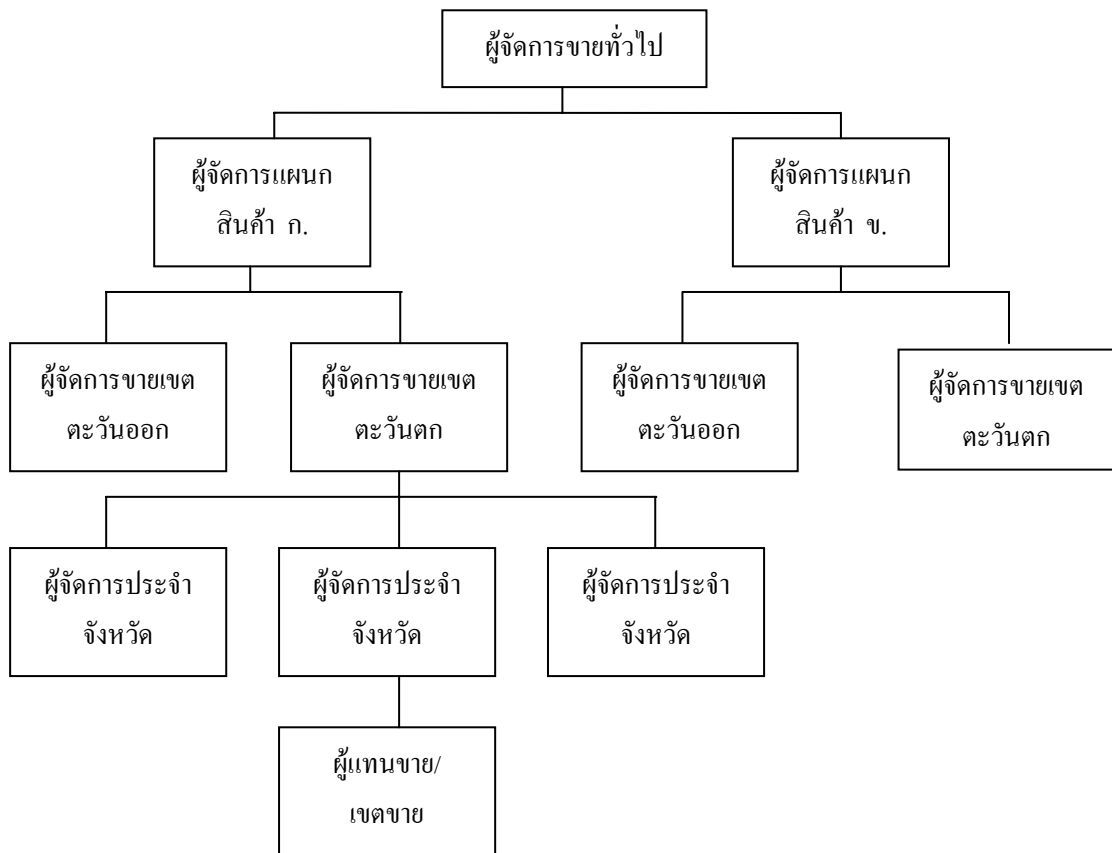 ผู้จัดการขายทั่วไป
ผู้จัดการแผนก
สินค้า ก.
ผู้จัดการแผนก
สินค้า ข.
ผู้จัดการขายเขต
ตะวันออก
ผู้จัดการขายเขต
ตะวันตก
ผู้จัดการขายเขต
ตะวันออก
ผู้จัดการขายเขต
ตะวันตก
ผู้จัดการประจำ
จังหวัด
ผู้จัดการประจำ
จังหวัด
ผู้จัดการประจำ
จังหวัด
ผู้แทนขาย/
เขตขาย